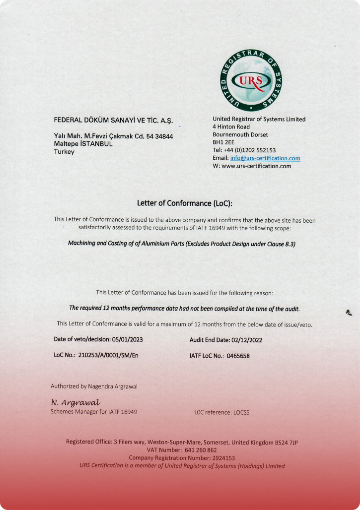 UNITED REGISTRAR OF SYSTEMS
URS
FEDERAL DÖKÜM SANAYİ VE TİC. A.Ş.
Yalı Mah. M.Fevzi Çakmak Cd. 54 34844
Maltepe İSTANBUL
Turkey
United Registrar of Systems Limited
4 Hinton Road
Bournemouth Dorset
BH1 2EE
Tel: +44 (0)1202 552153
Email: info@urs-certification.com
W: www.urs-certification.com
Letter of Conformance (LoC):
This Letter of Conformance is issued to the above company and confirms that the above site has been
satisfactorily assessed to the requirements of IATF 16949 with the following scope:
Machining and Casting of of Aluminium Parts (Excludes Product Design under Clause 8.3)
This Letter of Conformance has been issued for the following reason:
The required 12 months performance data had not been compiled at the time of the audit.
This Letter of Conformance is valid for a maximum of 12 months from the below date of issue/veto.
Date of veto/decision: 05/01/2023
Audit End Date: 02/12/2022
LoC No.: 210253/A/0001/SM/En
IATF LoC No.: 0465658
Authorized by Nagendra Argrawal
N. Argrawal
Schemes Manager for IATF 16949
LOC reference: LOCSS
Registered Office: 3 Filers way, Weston-Super-Mare, Somerset, United Kingdom BS24 7JP
VAT Number: 641 260 862
Company Registration Number: 2924153
URS Certification is a member of United Registrar of Systems (Holdings) Limited